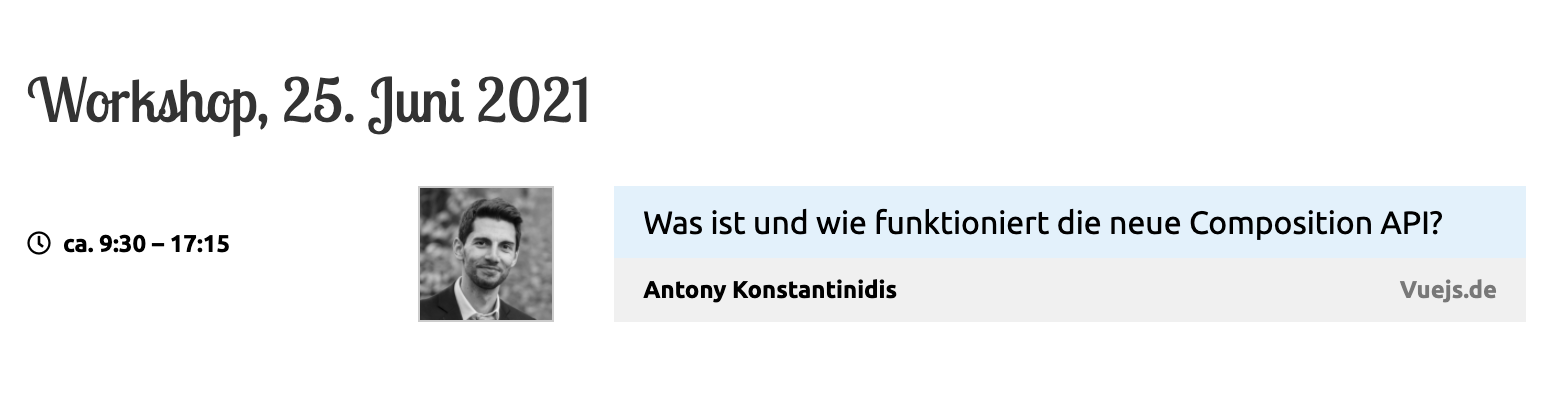 Workshop, 25. Juni 2021
ca. 9:30 – 17:15
Was ist und wie funktioniert die neue Composition API?
Antony Konstantinidis
Vuejs.de